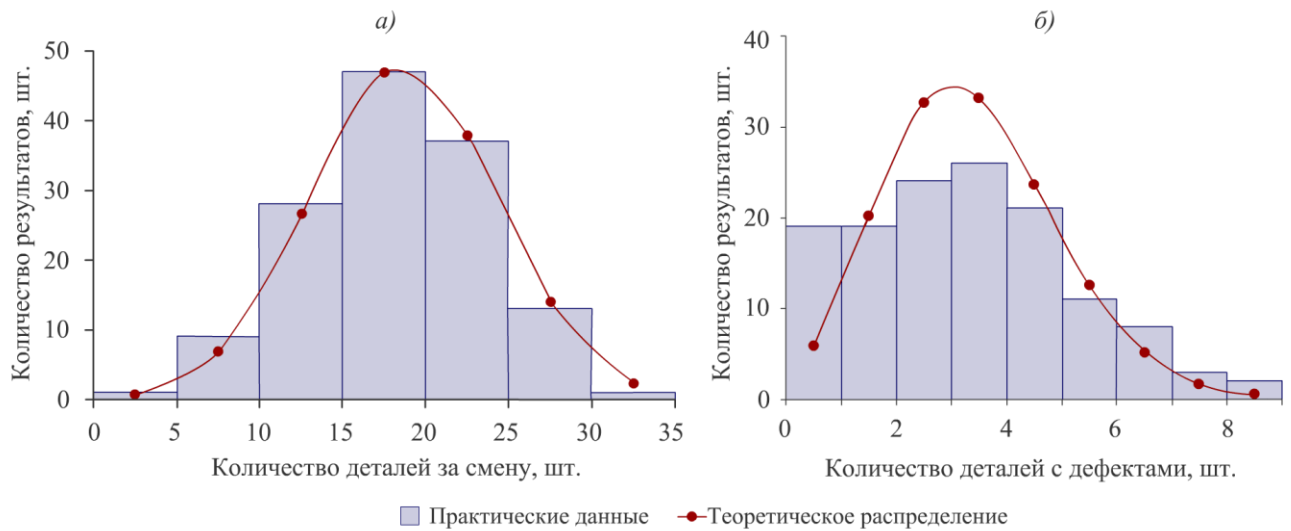 а)
Количество результатов, шт.
50
40
30
20
10
0
0 5 10 15 20 25 30 35
Количество деталей за смену, шт.
б)
Количество результатов, шт.
40
30
20
10
0
0 2 4 6 8
Количество деталей с дефектами, шт.
Практические данные Теоретическое распределение